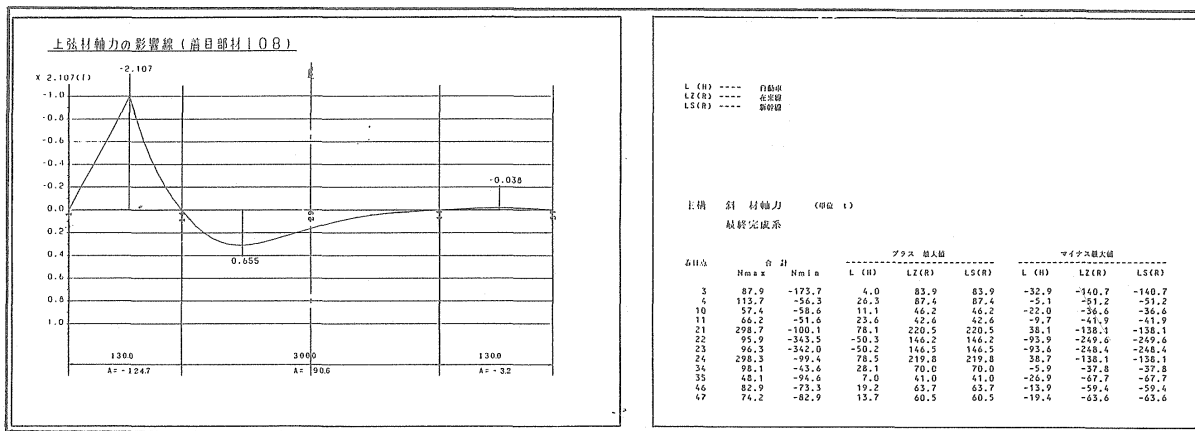 上弦材軸力の影響線(着目部材108)
-2.107
× 2.107(T)
-1.0
-0.8
-0.6
-0.4
-0.2
0.0
0.2
0.4
0.6
0.8
1.0
-0.038
0.655
130.0 300.0 130.0
A= -124.7 A= 90.6 A= -3.2
L (H) ---- 自動車
LZ(R) ---- 在来線
LS(R) ---- 新幹線
主構 斜 材軸力 (単位 t)
最終完成系
着目点 合 計 プラス 最大値 マイナス最大値
Nmax Nmin L (H) LZ(R) LS(R) L (H) LZ(R) LS(R)
3 87.9 -173.7 4.0 83.9 83.9 -32.9 -140.7 -140.7
4 113.7 -56.3 26.3 87.4 87.4 -5.1 -51.2 -51.2
10 57.4 -58.6 11.1 46.2 46.2 -22.0 -36.6 -36.6
11 66.2 -51.6 23.6 42.6 42.6 -9.7 -41.9 -41.9
21 298.7 -100.1 78.1 220.5 220.5 38.1 -138.1 -138.1
22 95.9 -343.5 -50.3 146.2 146.2 -93.9 -249.6 -249.6
23 96.3 -342.0 -50.2 146.5 146.5 -93.6 -248.4 -248.4
24 298.3 -99.4 78.5 219.8 219.8 38.7 -138.1 -138.1
34 98.1 -43.6 28.1 70.0 70.0 -5.9 -37.8 -37.8
35 48.1 -94.6 7.0 41.0 41.0 -26.9 -67.7 -67.7
46 82.9 -73.3 19.2 63.7 63.7 -13.9 -59.4 -59.4
47 74.2 -82.9 13.7 60.5 60.5 -19.4 -63.6 -63.6